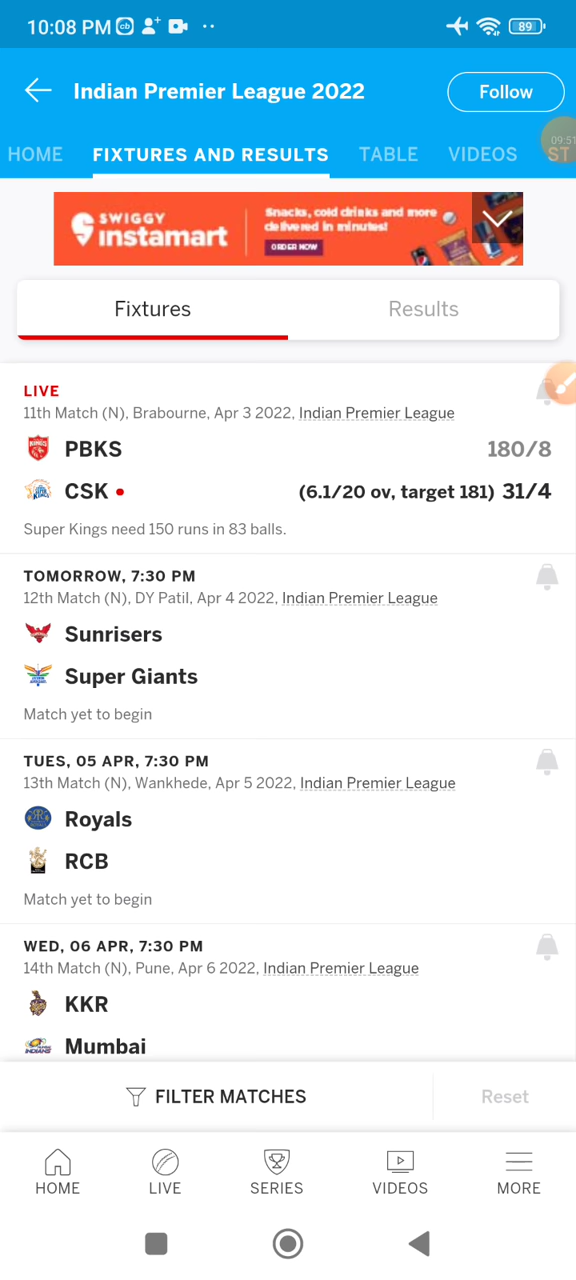 10:08 PM cb 89
Indian Premier League 2022
Follow
09:51
HOME FIXTURES AND RESULTS TABLE VIDEOS ST
SWIGGY
instamart
Snacks, cold drinks and more
delivered in minutes!
ORDER NOW
Fixtures Results
LIVE
11th Match (N), Brabourne, Apr 3 2022, Indian Premier League
PBKS 180/8
CSK (6.1/20 ov, target 181) 31/4
Super Kings need 150 runs in 83 balls.
TOMORROW, 7:30 PM
12th Match (N), DY Patil, Apr 4 2022, Indian Premier League
Sunrisers
Super Giants
Match yet to begin
TUES, 05 APR, 7:30 PM
13th Match (N), Wankhede, Apr 5 2022, Indian Premier League
Royals
RCB
Match yet to begin
WED, 06 APR, 7:30 PM
14th Match (N), Pune, Apr 6 2022, Indian Premier League
KKR
Mumbai
FILTER MATCHES Reset
HOME LIVE SERIES VIDEOS MORE